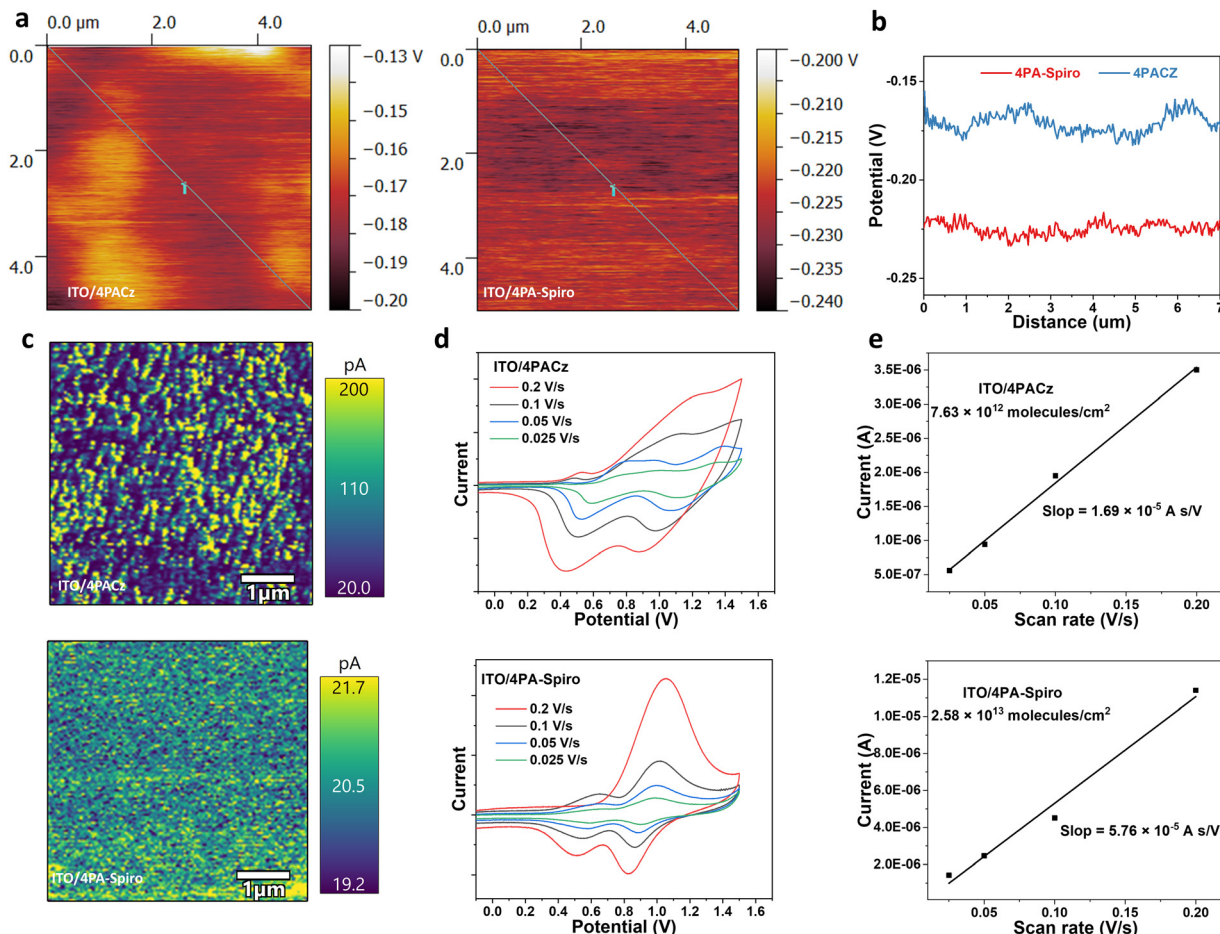 a
0.0 µm 2.0 4.0
0.0
2.0
4.0
1
ITO/4PACz
−0.13 V
−0.15
−0.16
−0.17
−0.18
−0.19
−0.20
0.0 µm 2.0 4.0
0.0
2.0
4.0
1
ITO/4PA-Spiro
−0.200 V
−0.210
−0.215
−0.220
−0.225
−0.230
−0.240
b
4PA-Spiro 4PACZ
Potential (V)
-0.15
-0.20
-0.25
0 1 2 3 4 5 6 7
Distance (um)
c
pA
200
110
20.0
ITO/4PACz
1µm
pA
21.7
20.5
19.2
ITO/4PA-Spiro
1µm
d
ITO/4PACz
0.2 V/s
0.1 V/s
0.05 V/s
0.025 V/s
Current
0.0 0.2 0.4 0.6 0.8 1.0 1.2 1.4 1.6
Potential (V)
ITO/4PA-Spiro
0.2 V/s
0.1 V/s
0.05 V/s
0.025 V/s
Current
0.0 0.2 0.4 0.6 0.8 1.0 1.2 1.4 1.6
Potential (V)
e
ITO/4PACz
7.63 × 10¹² molecules/cm²
Slop = 1.69 × 10⁻⁵ A s/V
Current (A)
3.5E-06
3.0E-06
2.5E-06
2.0E-06
1.5E-06
1.0E-06
5.0E-07
0.05 0.10 0.15 0.20
Scan rate (V/s)
ITO/4PA-Spiro
2.58 × 10¹³ molecules/cm²
Slop = 5.76 × 10⁻⁵ A s/V
Current (A)
1.2E-05
1.0E-05
8.0E-06
6.0E-06
4.0E-06
2.0E-06
0.05 0.10 0.15 0.20
Scan rate (V/s)